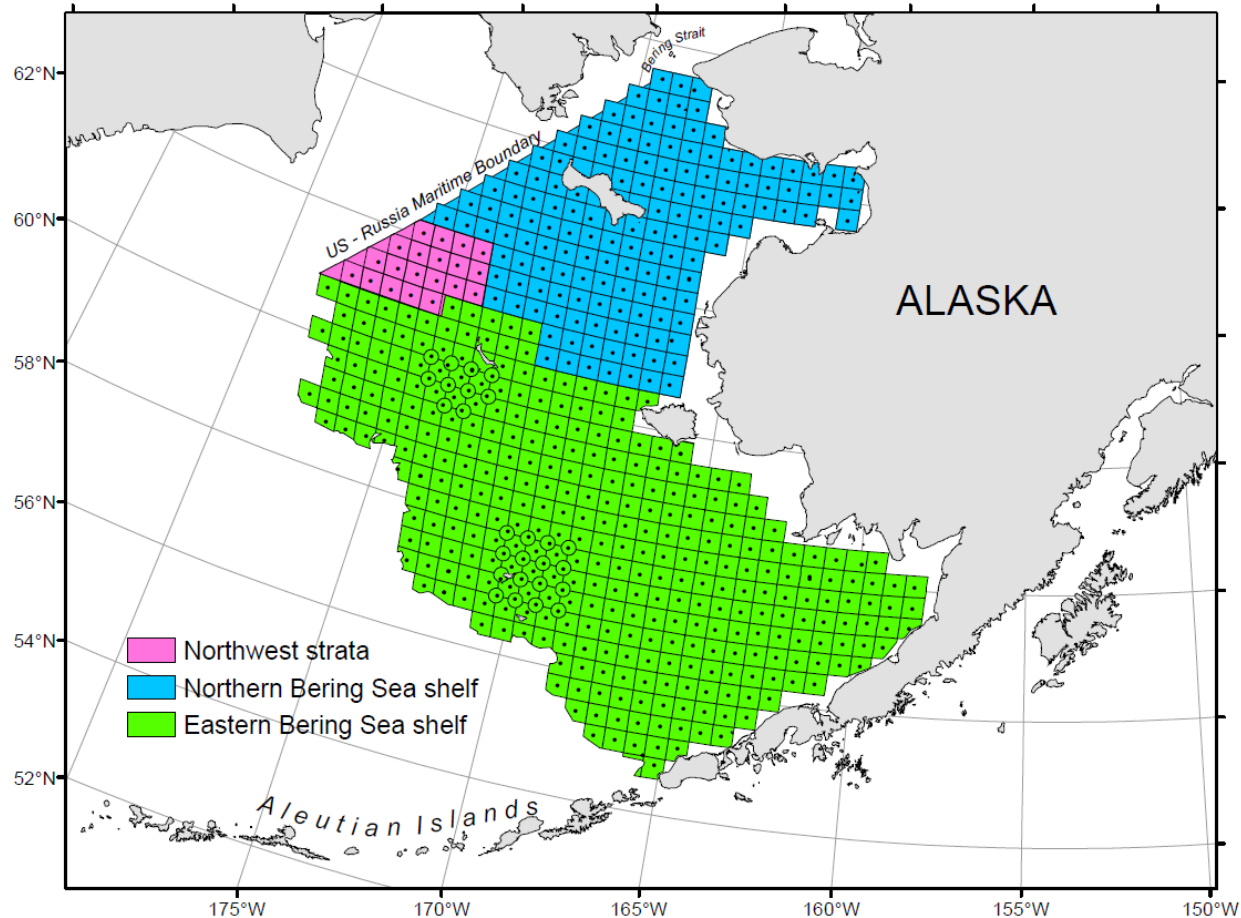 Bering Strait
62°N
US - Russia Maritime Boundary
60°N
ALASKA
58°N
56°N
54°N
Northwest strata
Northern Bering Sea shelf
Eastern Bering Sea shelf
52°N
Aleutian Islands
175°W
170°W
165°W
160°W
155°W
150°W